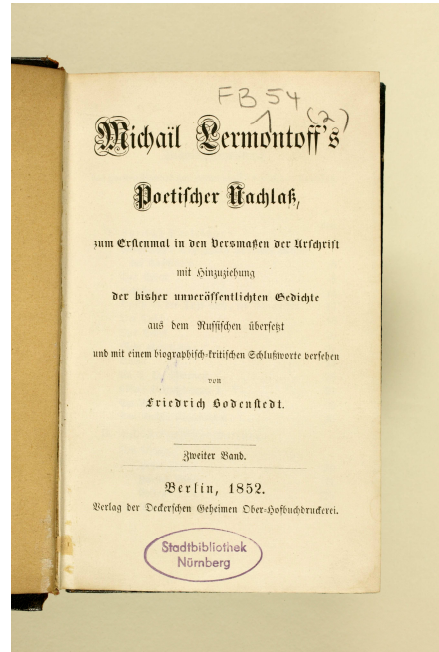 FB 54
1 (2)
Michaïl Lermontoff's
Poetischer Nachlaß,
zum Erstenmal in den Versmaßen der Urschrift
mit Hinzuziehung
der bisher unveröffentlichten Gedichte
aus dem Russischen übersetzt
und mit einem biographisch-kritischen Schlußworte versehen
von
Friedrich Bodenstedt.
Zweiter Band.
Berlin, 1852.
Verlag der Deckerschen Geheimen Ober-Hofbuchdruckerei.
Stadtbibliothek
Nürnberg